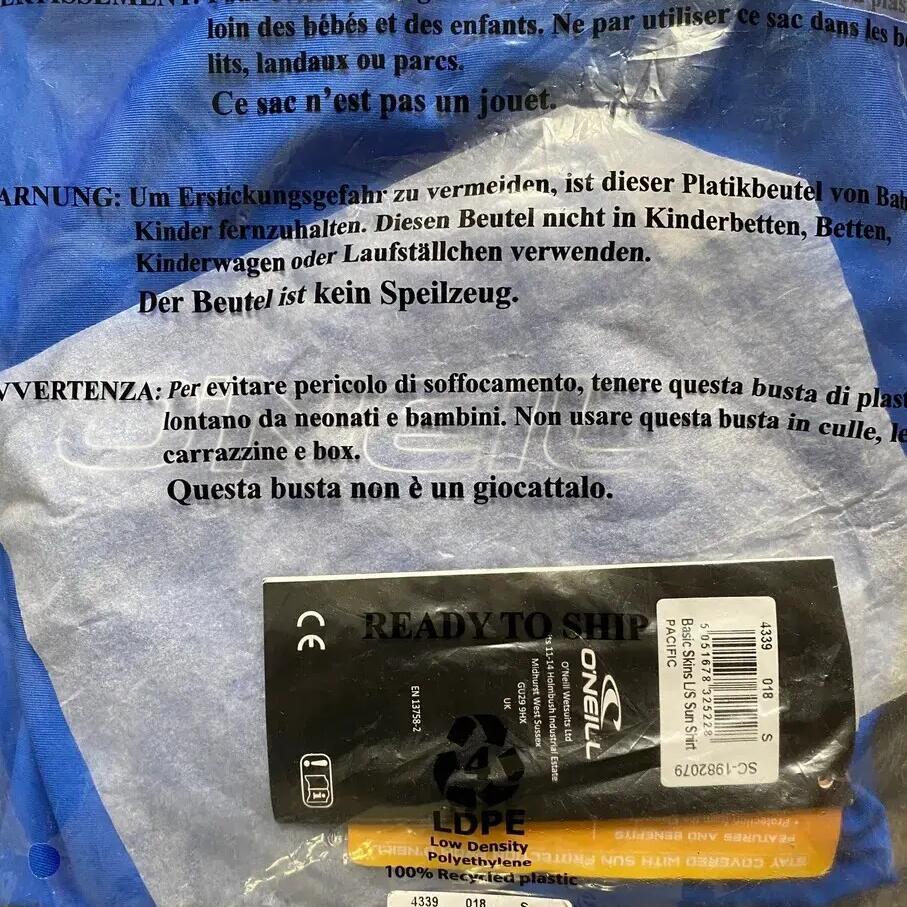 loin des bébés et des enfants. Ne par utiliser ce sac dans les
lits, landaux ou parcs.
Ce sac n'est pas un jouet.
ARNUNG: Um Erstickungsgefahr zu vermeiden, ist dieser Platikbeutel von Bab
Kinder fernzuhalten. Diesen Beutel nicht in Kinderbetten, Betten,
Kinderwagen oder Laufställchen verwenden.
Der Beutel ist kein Speilzeug.
VVERTENZA: Per evitare pericolo di soffocamento, tenere questa busta di plast
lontano da neonati e bambini. Non usare questa busta in culle, le
carrazzine e box.
Questa busta non è un giocattalo.
O'NEILL
CE
READY TO SHIP
EN 13758-2
O'NEILL
O'Neill Wetsuits Ltd
ts 11-14 Holmbush Industrial Estate
Midhurst West Sussex
GU29 9HX
UK
4339 018 S
5051678325228
Basic Skins L/S Sun Shirt
PACIFIC
SC-1982079
4
LDPE
Low Density
Polyethylene
100% Recycled plastic
FEATURES AND BENEFITS
STAY COVERED WITH SUN PROTECTION
4339 018 S